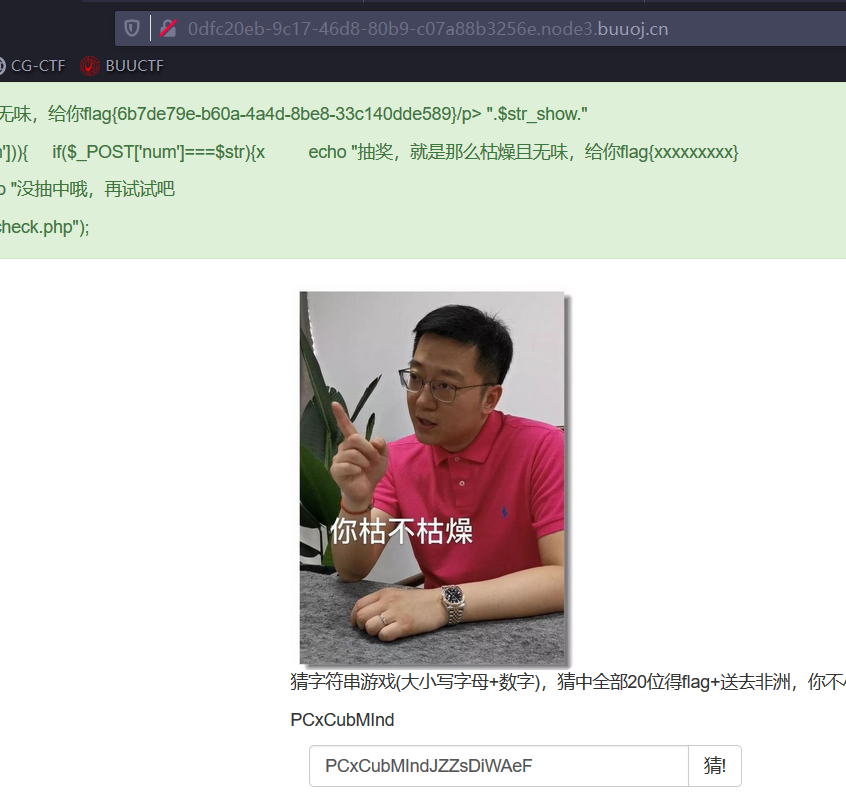 0dfc20eb-9c17-46d8-80b9-c07a88b3256e.node3.buuoj.cn
CG-CTF BUUCTF
无味，给你flag{6b7de79e-b60a-4a4d-8be8-33c140dde589}/p> ".$str_show."
'])){ if($_POST['num']===$str){x echo "抽奖，就是那么枯燥且无味，给你flag{xxxxxxxxx}
"没抽中哦，再试试吧
check.php");
你枯不枯燥
猜字符串游戏(大小写字母+数字)，猜中全部20位得flag+送去非洲，你不
PCxCubMInd
PCxCubMIndJZZsDiWAeF 猜!